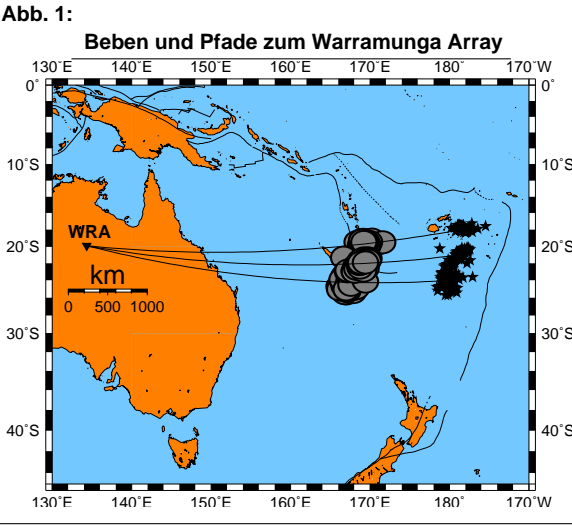 Abb. 1:
Beben und Pfade zum Warramunga Array
130˚E 140˚E 150˚E 160˚E 170˚E 180˚ 170˚W
0˚ 0˚
10˚S 10˚S
WRA
20˚S 20˚S
km
0 500 1000
30˚S 30˚S
40˚S 40˚S
130˚E 140˚E 150˚E 160˚E 170˚E 180˚ 170˚W